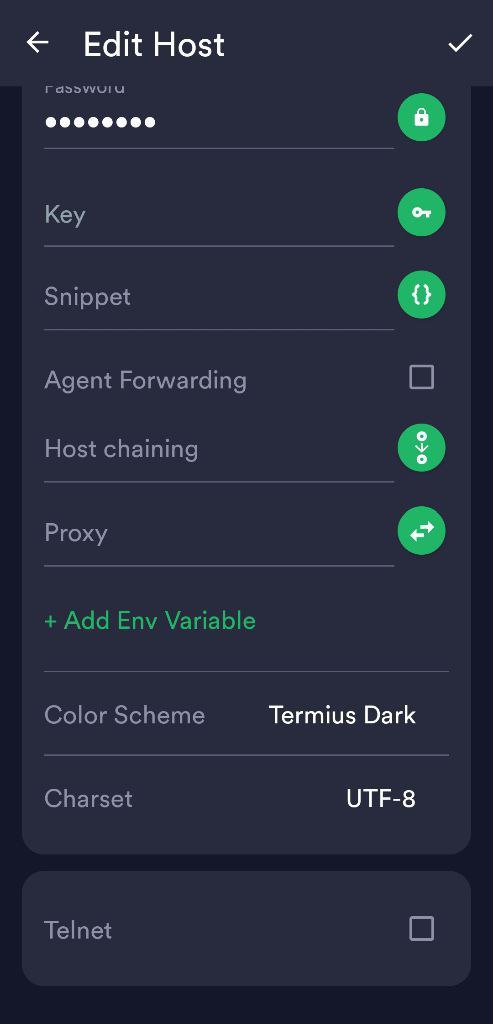 Edit Host
Password
••••••••
Key
Snippet
Agent Forwarding
Host chaining
Proxy
+ Add Env Variable
Color Scheme Termius Dark
Charset UTF-8
Telnet